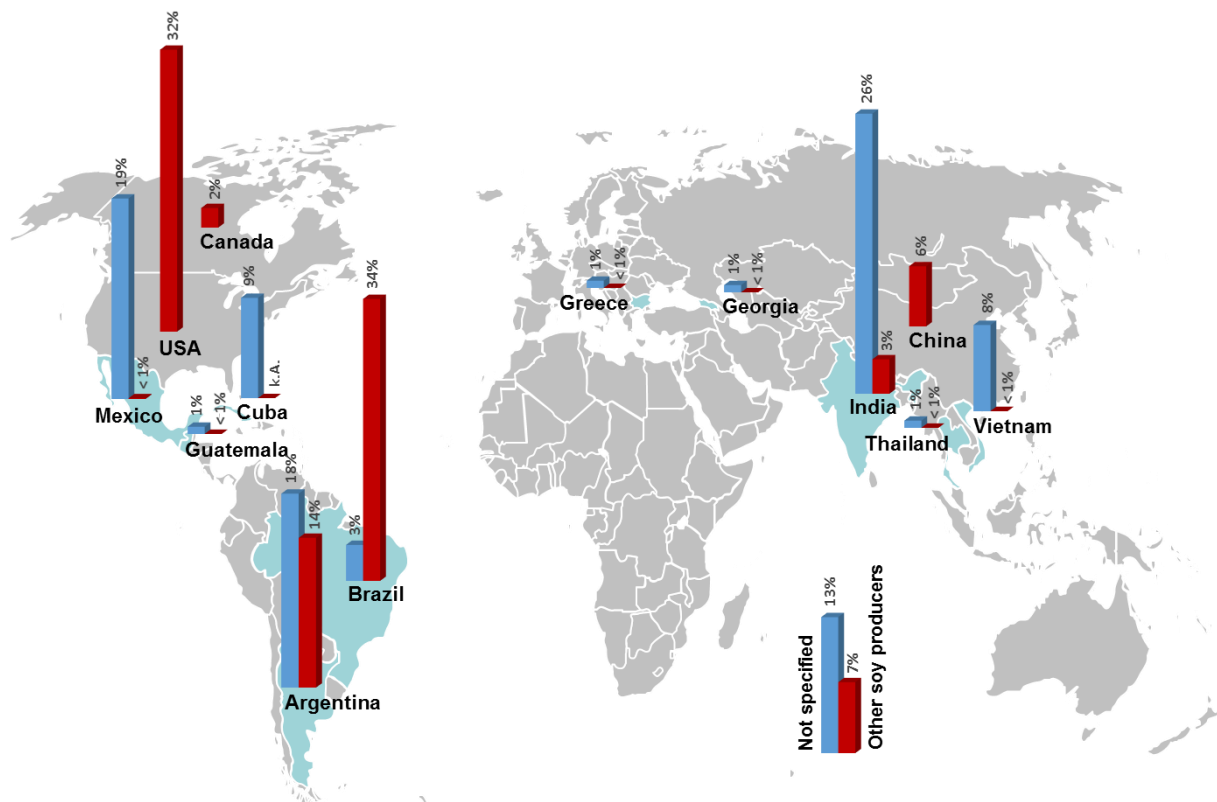 32%
USA
19%
< 1%
Mexico
2%
Canada
9%
k.A.
Cuba
1%
< 1%
Guatemala
18%
14%
Argentina
3%
34%
Brazil
1%
< 1%
Greece
1%
< 1%
Georgia
26%
3%
India
6%
China
1%
< 1%
Thailand
8%
< 1%
Vietnam
13%
7%
Not specified
Other soy producers